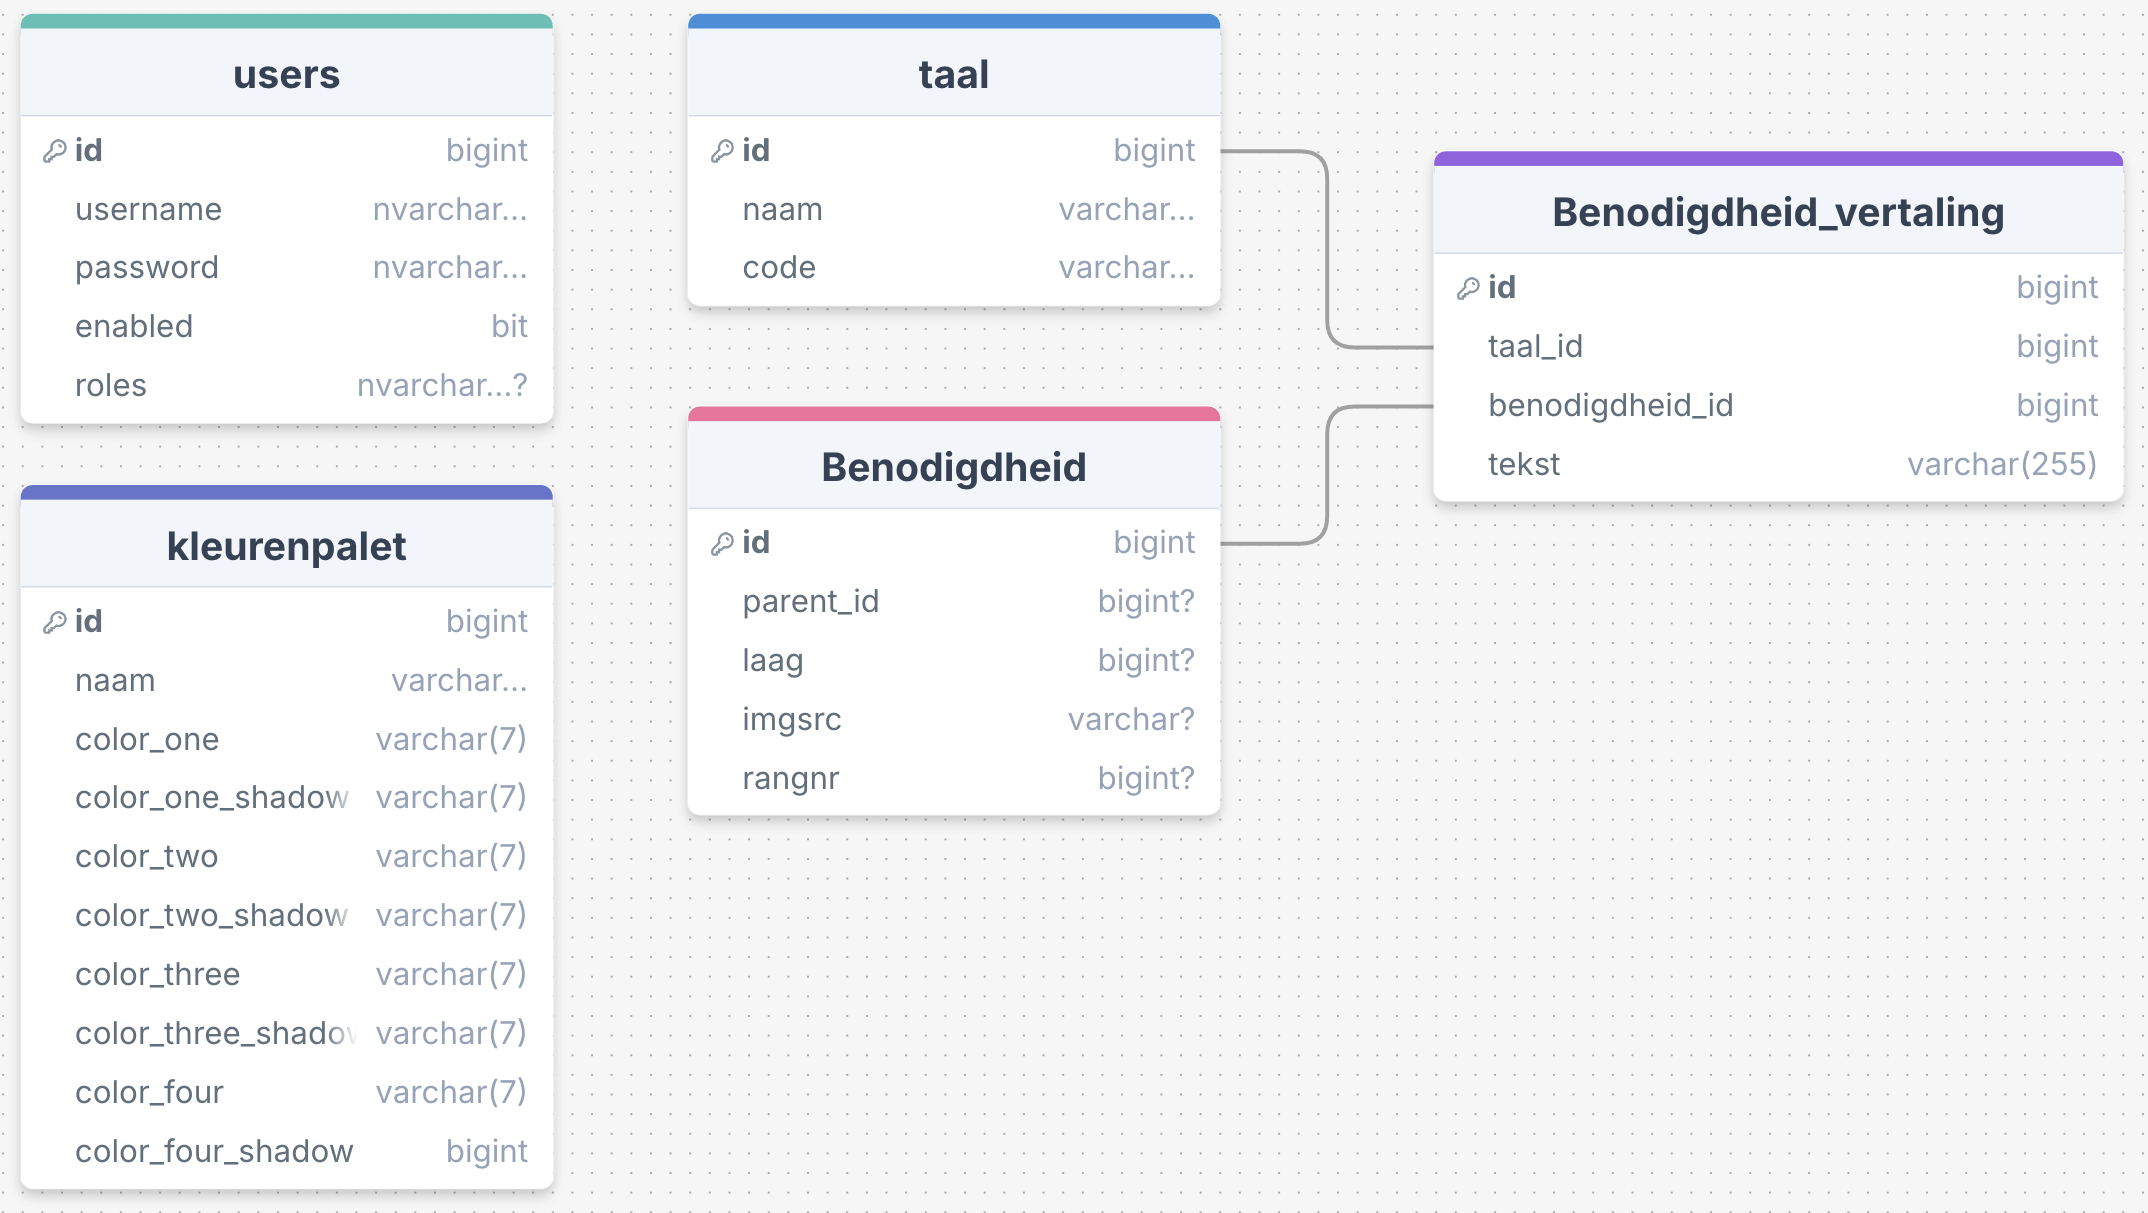 users
id bigint
username nvarchar...
password nvarchar...
enabled bit
roles nvarchar...?
kleurenpalet
id bigint
naam varchar...
color_one varchar(7)
color_one_shadow varchar(7)
color_two varchar(7)
color_two_shadow varchar(7)
color_three varchar(7)
color_three_shadow varchar(7)
color_four varchar(7)
color_four_shadow bigint
taal
id bigint
naam varchar...
code varchar...
Benodigdheid
id bigint
parent_id bigint?
laag bigint?
imgsrc varchar?
rangnr bigint?
Benodigdheid_vertaling
id bigint
taal_id bigint
benodigdheid_id bigint
tekst varchar(255)